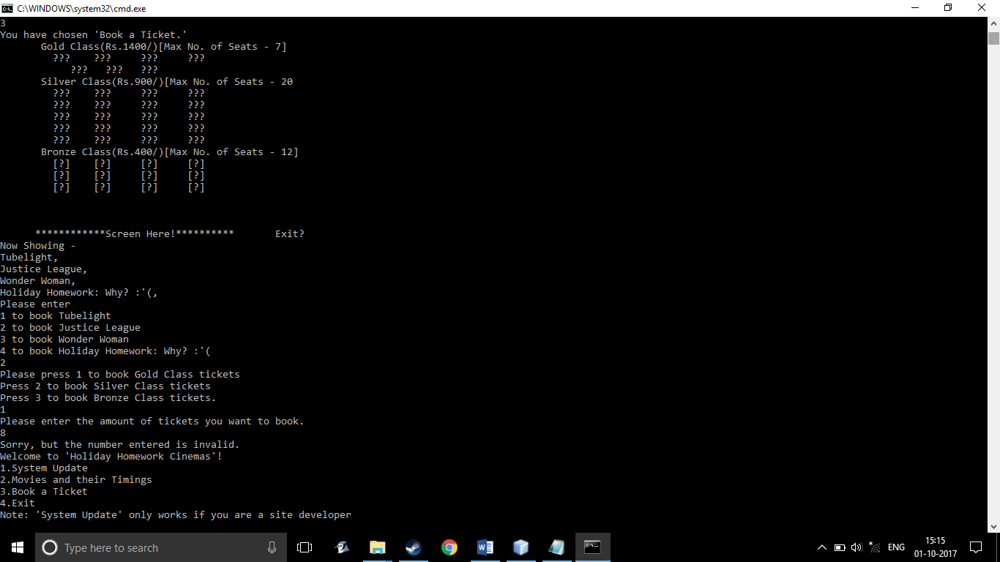 C:\WINDOWS\system32\cmd.exe
3
You have chosen 'Book a Ticket.'
Gold Class(Rs.1400/)[Max No. of Seats - 7]
??? ??? ??? ???
??? ??? ???
Silver Class(Rs.900/)[Max No. of Seats - 20
??? ??? ??? ???
??? ??? ??? ???
??? ??? ??? ???
??? ??? ??? ???
??? ??? ??? ???
Bronze Class(Rs.400/)[Max No. of Seats - 12]
[?] [?] [?] [?]
[?] [?] [?] [?]
[?] [?] [?] [?]
************Screen Here!********** Exit?
Now Showing -
Tubelight,
Justice League,
Wonder Woman,
Holiday Homework: Why? :'(,
Please enter
1 to book Tubelight
2 to book Justice League
3 to book Wonder Woman
4 to book Holiday Homework: Why? :'(
2
Please press 1 to book Gold Class tickets
Press 2 to book Silver Class tickets
Press 3 to book Bronze Class tickets.
1
Please enter the amount of tickets you want to book.
8
Sorry, but the number entered is invalid.
Welcome to 'Holiday Homework Cinemas'!
1.System Update
2.Movies and their Timings
3.Book a Ticket
4.Exit
Note: 'System Update' only works if you are a site developer
Type here to search
ENG
15:15
01-10-2017